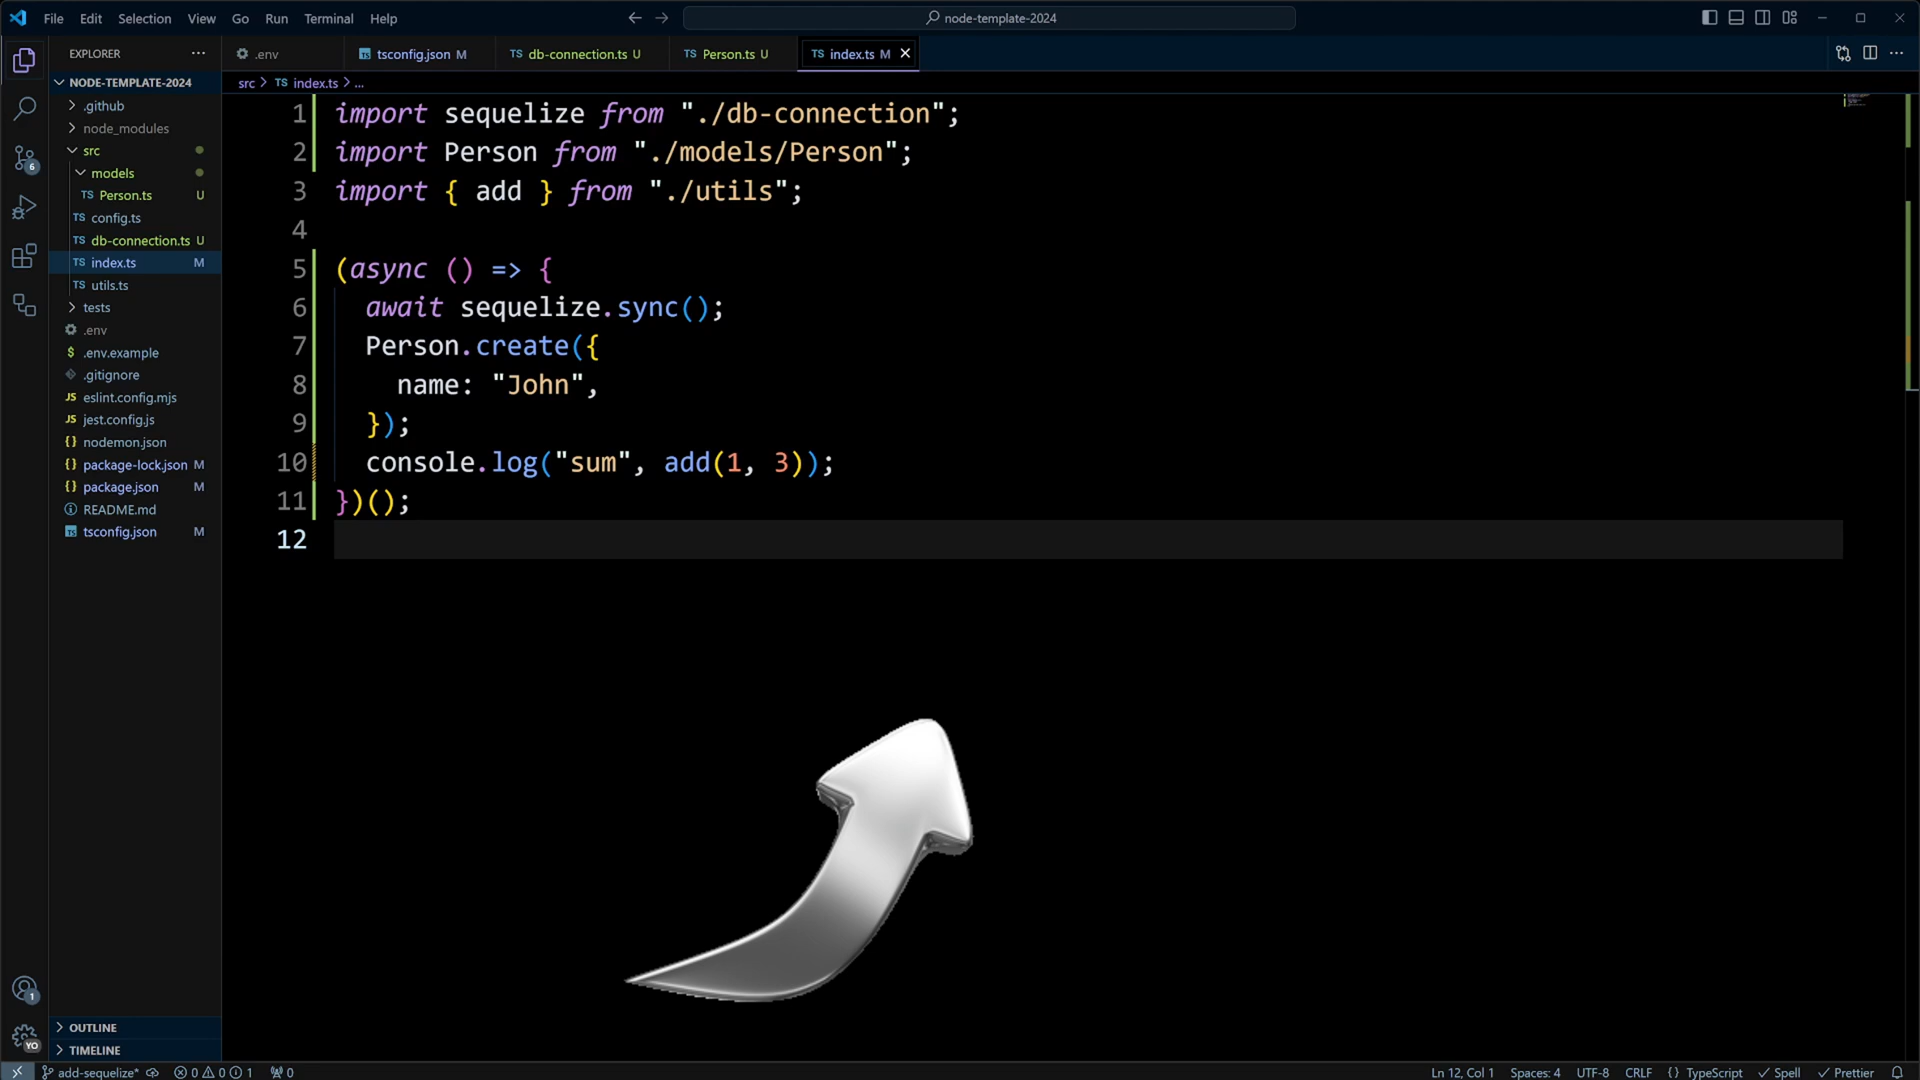 File Edit Selection View Go Run Terminal Help
node-template-2024
EXPLORER
.env
tsconfig.json M
db-connection.ts U
Person.ts U
index.ts M
NODE-TEMPLATE-2024
.github
node_modules
src
models
Person.ts U
config.ts
db-connection.ts U
index.ts M
utils.ts
tests
.env
.env.example
.gitignore
eslint.config.mjs
jest.config.js
nodemon.json
package-lock.json M
package.json M
README.md
tsconfig.json M
OUTLINE
TIMELINE
src > TS index.ts > ...
1 import sequelize from "./db-connection";
2 import Person from "./models/Person";
3 import { add } from "./utils";
4
5 (async () => {
6 await sequelize.sync();
7 Person.create({
8 name: "John",
9 });
10 console.log("sum", add(1, 3));
11 })();
12
6
1
YO
add-sequelize* 0 0 1 0
Ln 12, Col 1 Spaces: 4 UTF-8 CRLF {} TypeScript Spell Prettier